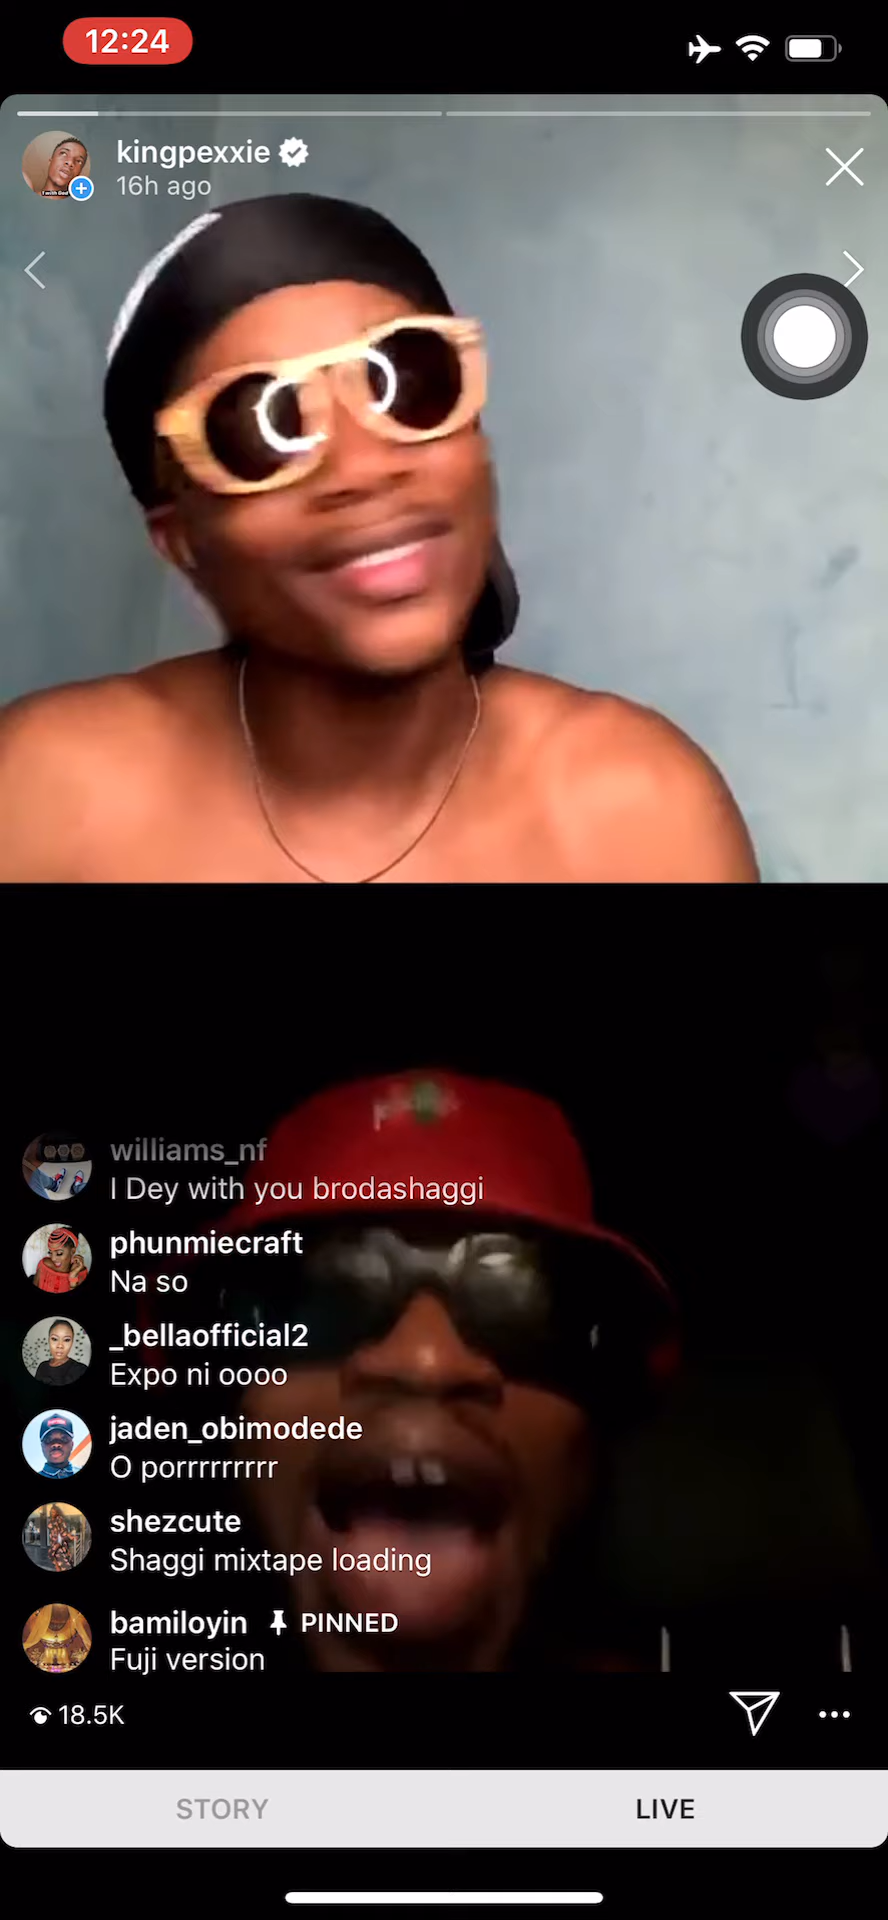 12:24
kingpexxie
16h ago
williams_nf
I Dey with you brodashaggi
phunmiecraft
Na so
_bellaofficial2
Expo ni oooo
jaden_obimodede
O porrrrrrrrr
shezcute
Shaggi mixtape loading
bamiloyin PINNED
Fuji version
18.5K
STORY
LIVE